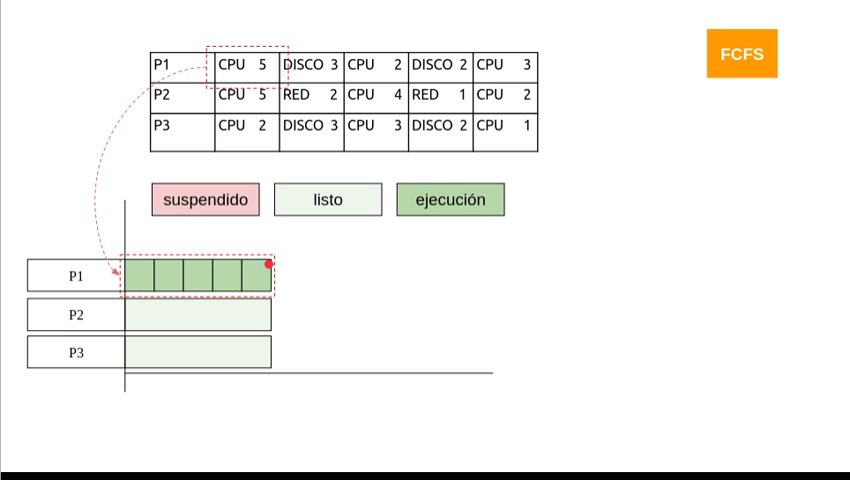 FCFS
P1 CPU 5 DISCO 3 CPU 2 DISCO 2 CPU 3
P2 CPU 5 RED 2 CPU 4 RED 1 CPU 2
P3 CPU 2 DISCO 3 CPU 3 DISCO 2 CPU 1
suspendido listo ejecución
P1
P2
P3